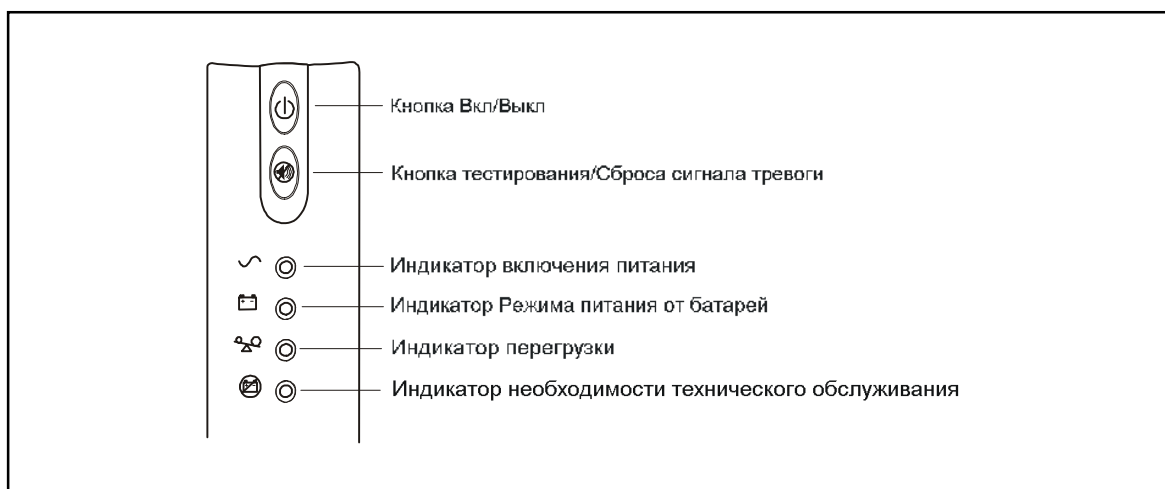 Кнопка Вкл/Выкл
Кнопка тестирования/Сброса сигнала тревоги
Индикатор включения питания
Индикатор Режима питания от батарей
Индикатор перегрузки
Индикатор необходимости технического обслуживания